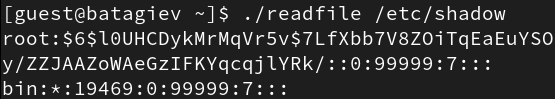 [guest@batagiev ~]$ ./readfile /etc/shadow
root:$6$l0UHCDykMrMqVr5v$7LfXbb7V8ZOiTqEaEuYSO
y/ZZJAAZoWAeGzIFKYqcqjlYRk/::0:99999:7:::
bin:*:19469:0:99999:7:::